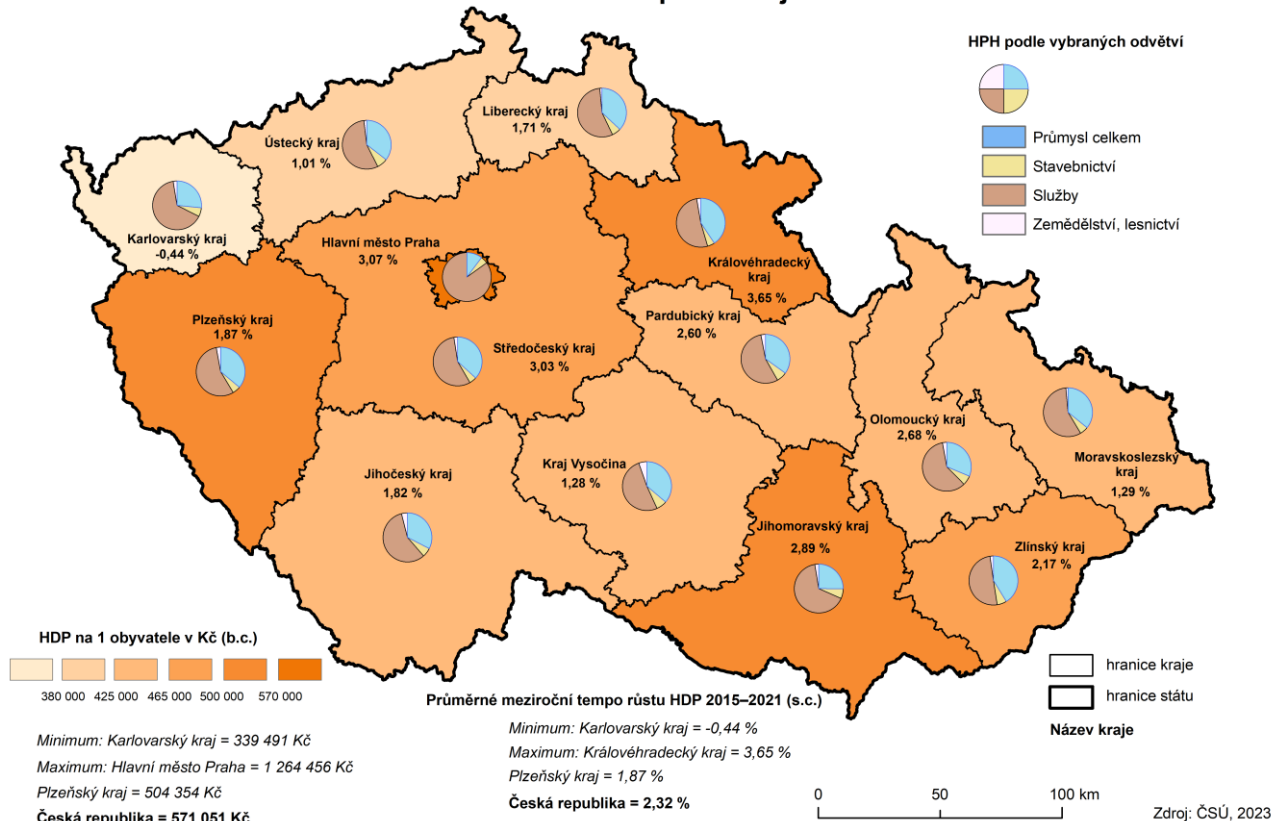 HPH podle vybraných odvětví
Průmysl celkem
Stavebnictví
Služby
Zemědělství, lesnictví
Liberecký kraj
1,71 %
Ústecký kraj
1,01 %
Karlovarský kraj
-0,44 %
Hlavní město Praha
3,07 %
Královéhradecký
kraj
3,65 %
Plzeňský kraj
1,87 %
Středočeský kraj
3,03 %
Pardubický kraj
2,60 %
Olomoucký kraj
2,68 %
Moravskoslezský
kraj
1,29 %
Jihočeský kraj
1,82 %
Kraj Vysočina
1,28 %
Jihomoravský kraj
2,89 %
Zlínský kraj
2,17 %
HDP na 1 obyvatele v Kč (b.c.)
380 000 425 000 465 000 500 000 570 000
Minimum: Karlovarský kraj = 339 491 Kč
Maximum: Hlavní město Praha = 1 264 456 Kč
Plzeňský kraj = 504 354 Kč
Česká republika = 571 051 Kč
Průměrné meziroční tempo růstu HDP 2015–2021 (s.c.)
Minimum: Karlovarský kraj = -0,44 %
Maximum: Královéhradecký kraj = 3,65 %
Plzeňský kraj = 1,87 %
Česká republika = 2,32 %
hranice kraje
hranice státu
Název kraje
0 50 100 km
Zdroj: ČSÚ, 2023